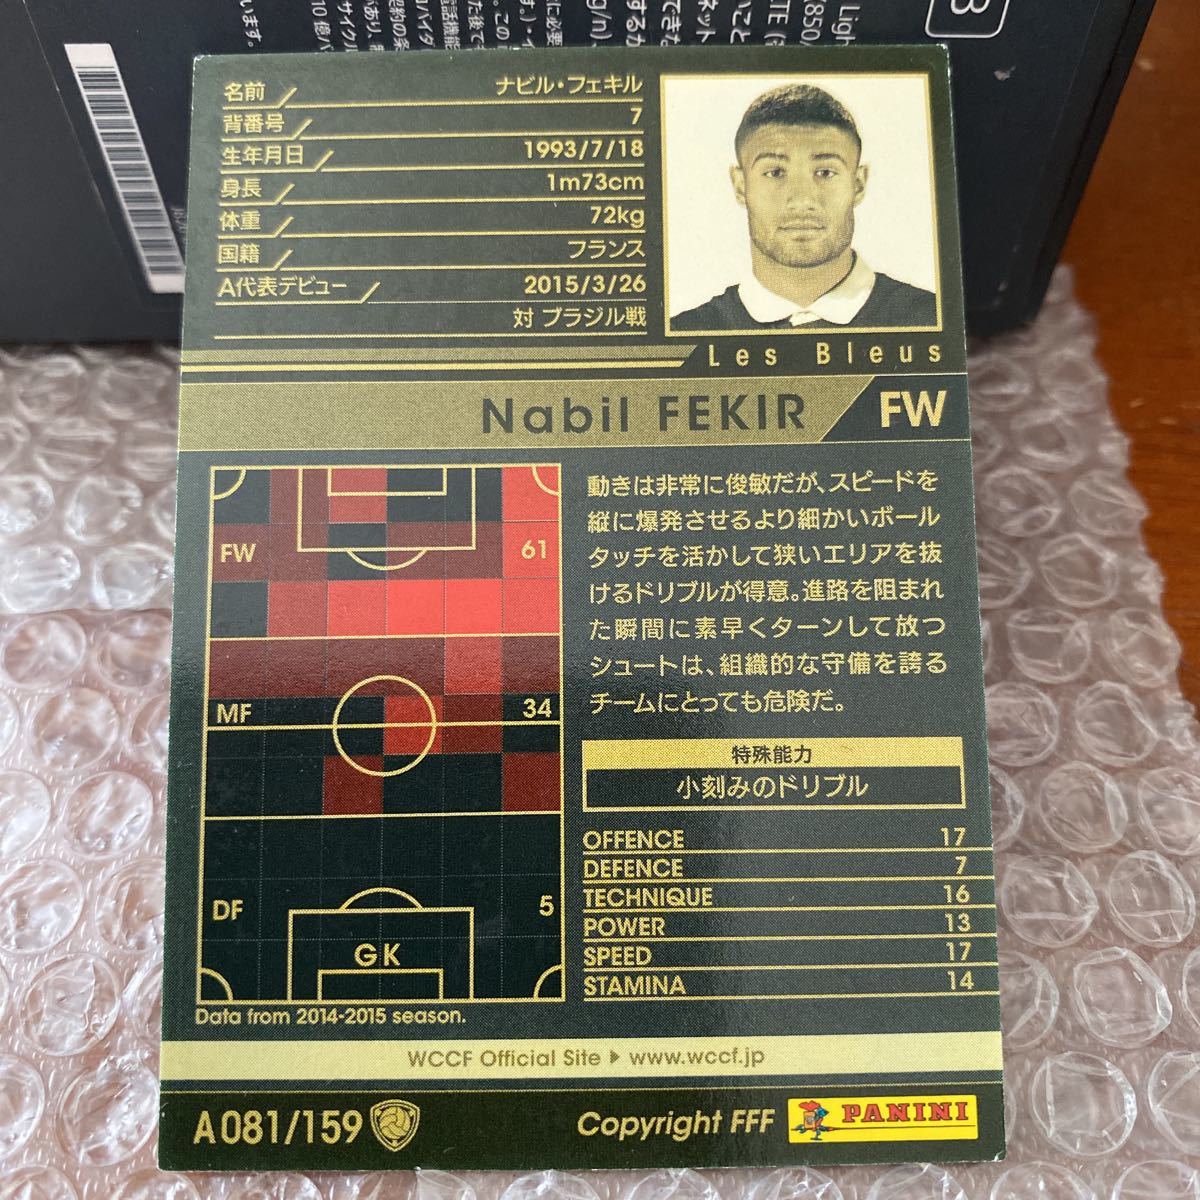 名前 ナビル・フェキル
背番号 7
生年月日 1993/7/18
身長 1m73cm
体重 72kg
国籍 フランス
A代表デビュー 2015/3/26
対 ブラジル戦
Les Bleus
Nabil FEKIR FW
FW 61
MF 34
DF 5
GK
Data from 2014-2015 season.
動きは非常に俊敏だが、スピードを
縦に爆発させるより細かいボール
タッチを活かして狭いエリアを抜
けるドリブルが得意。進路を阻まれ
た瞬間に素早くターンして放つ
シュートは、組織的な守備を誇る
チームにとっても危険だ。
特殊能力
小刻みのドリブル
OFFENCE 17
DEFENCE 7
TECHNIQUE 16
POWER 13
SPEED 17
STAMINA 14
WCCF Official Site ▶ www.wccf.jp
A081/159
Copyright FFF
PANINI